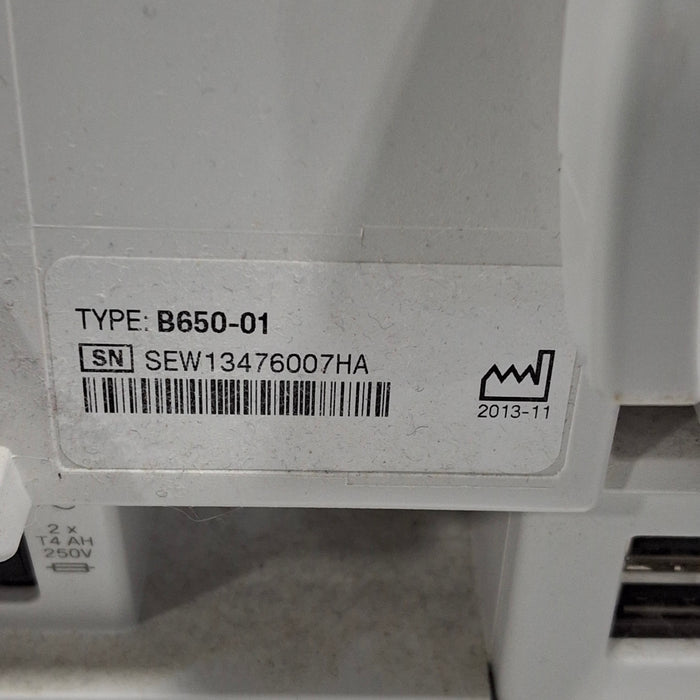 TYPE: B650-01
SN SEW13476007HA
2013-11
2 x
T4 AH
250V